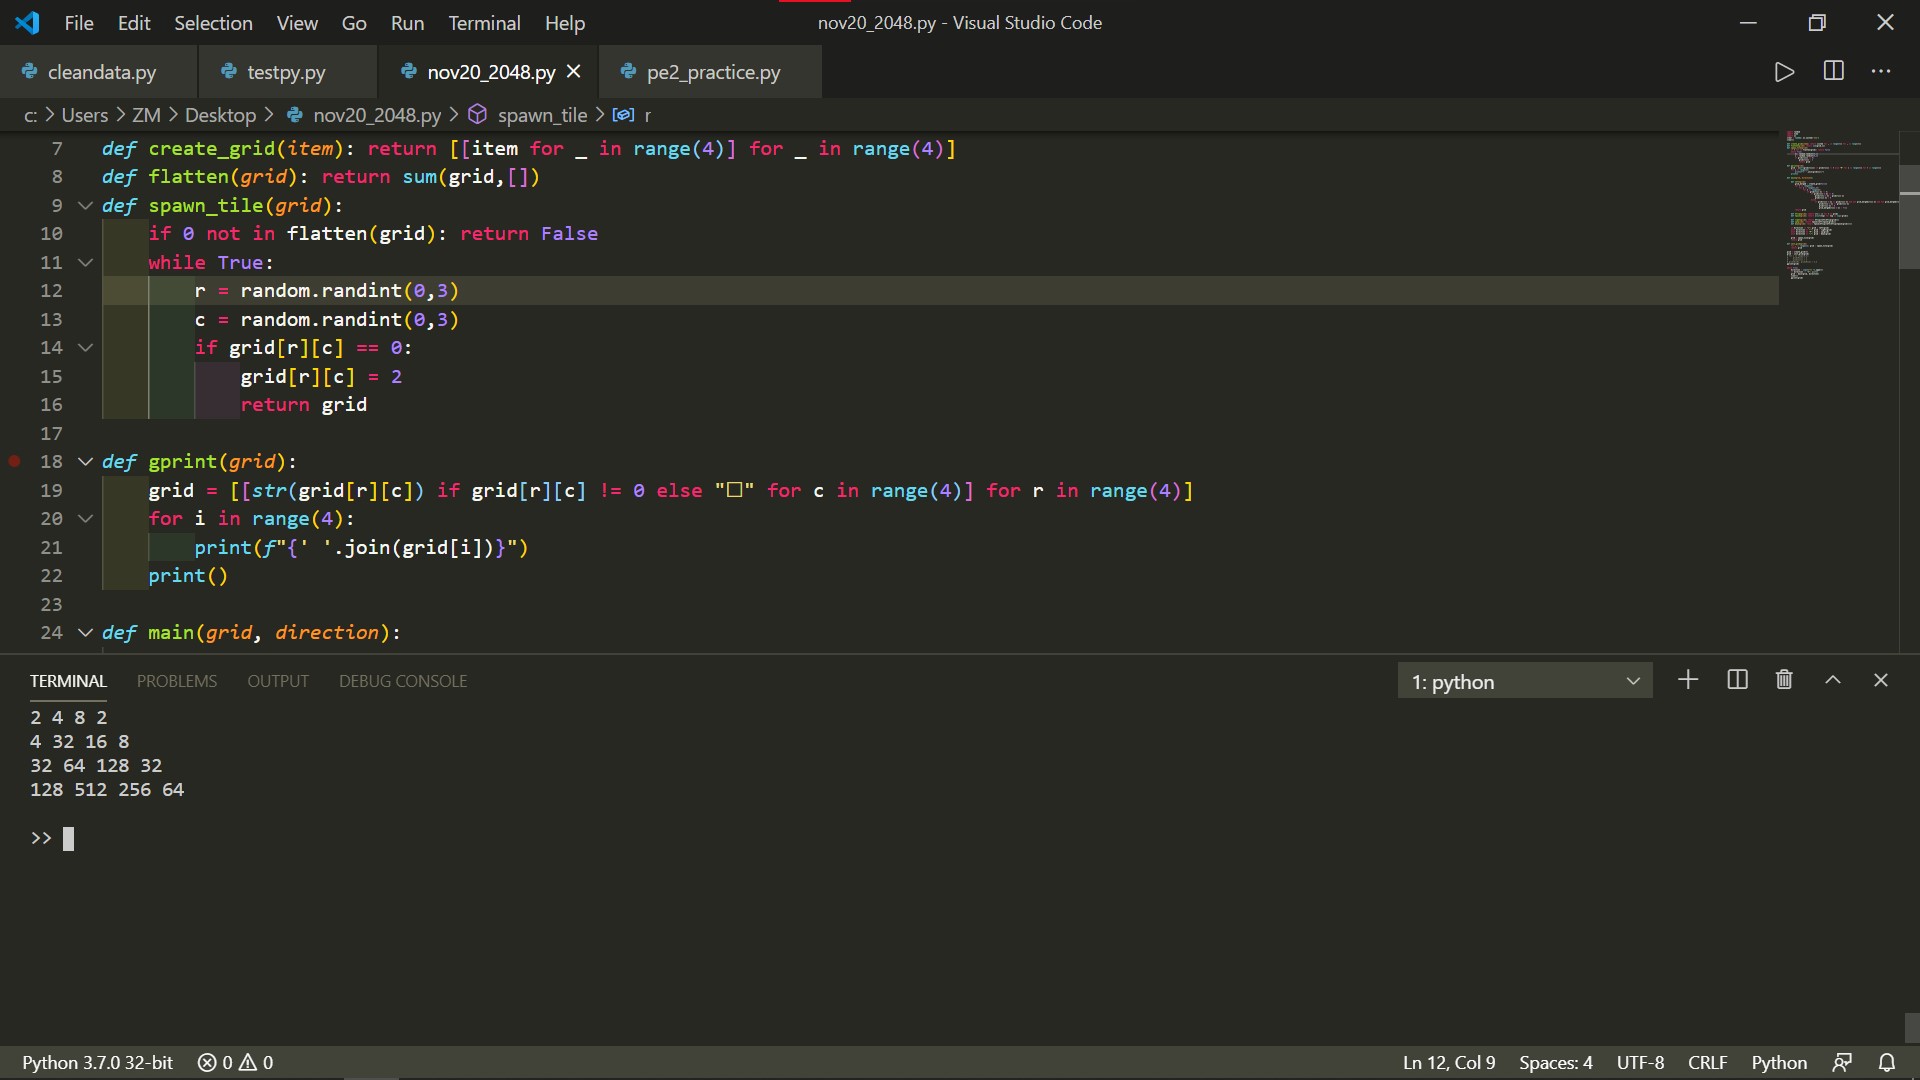 File Edit Selection View Go Run Terminal Help nov20_2048.py - Visual Studio Code
cleandata.py testpy.py nov20_2048.py pe2_practice.py
c: > Users > ZM > Desktop > nov20_2048.py > spawn_tile > r
7 def create_grid(item): return [[item for _ in range(4)] for _ in range(4)]
8 def flatten(grid): return sum(grid,[])
9 def spawn_tile(grid):
10 if 0 not in flatten(grid): return False
11 while True:
12 r = random.randint(0,3)
13 c = random.randint(0,3)
14 if grid[r][c] == 0:
15 grid[r][c] = 2
16 return grid
17
18 def gprint(grid):
19 grid = [[str(grid[r][c]) if grid[r][c] != 0 else "□" for c in range(4)] for r in range(4)]
20 for i in range(4):
21 print(f"{' '.join(grid[i])}")
22 print()
23
24 def main(grid, direction):
TERMINAL PROBLEMS OUTPUT DEBUG CONSOLE 1: python
2 4 8 2
4 32 16 8
32 64 128 32
128 512 256 64
>>
Python 3.7.0 32-bit 0 0 Ln 12, Col 9 Spaces: 4 UTF-8 CRLF Python